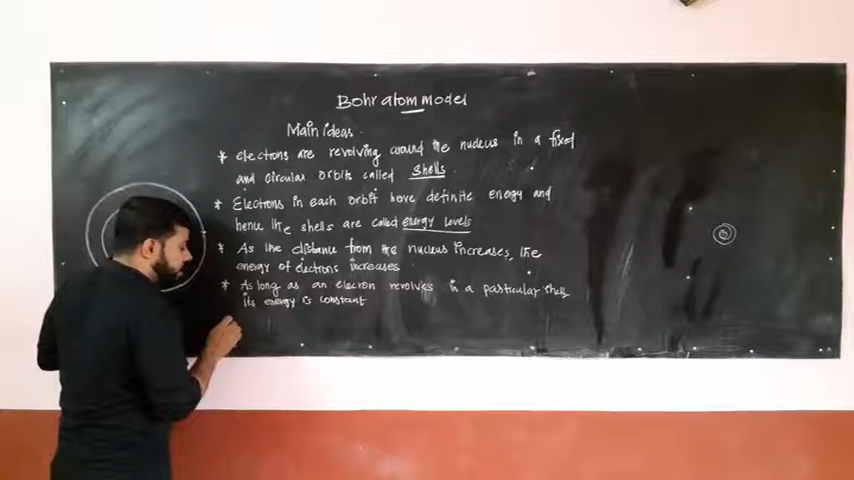 Bohr atom model
Main ideas
* electrons are revolving around the nucleus in a fixed
and circular orbits called shells
* Electrons in each orbit have definite energy and
hence the shells are called energy levels
* As the distance from the nucleus increases, the
energy of electrons increases
* As long as an elecron revolves in a particular shell
its energy is constant